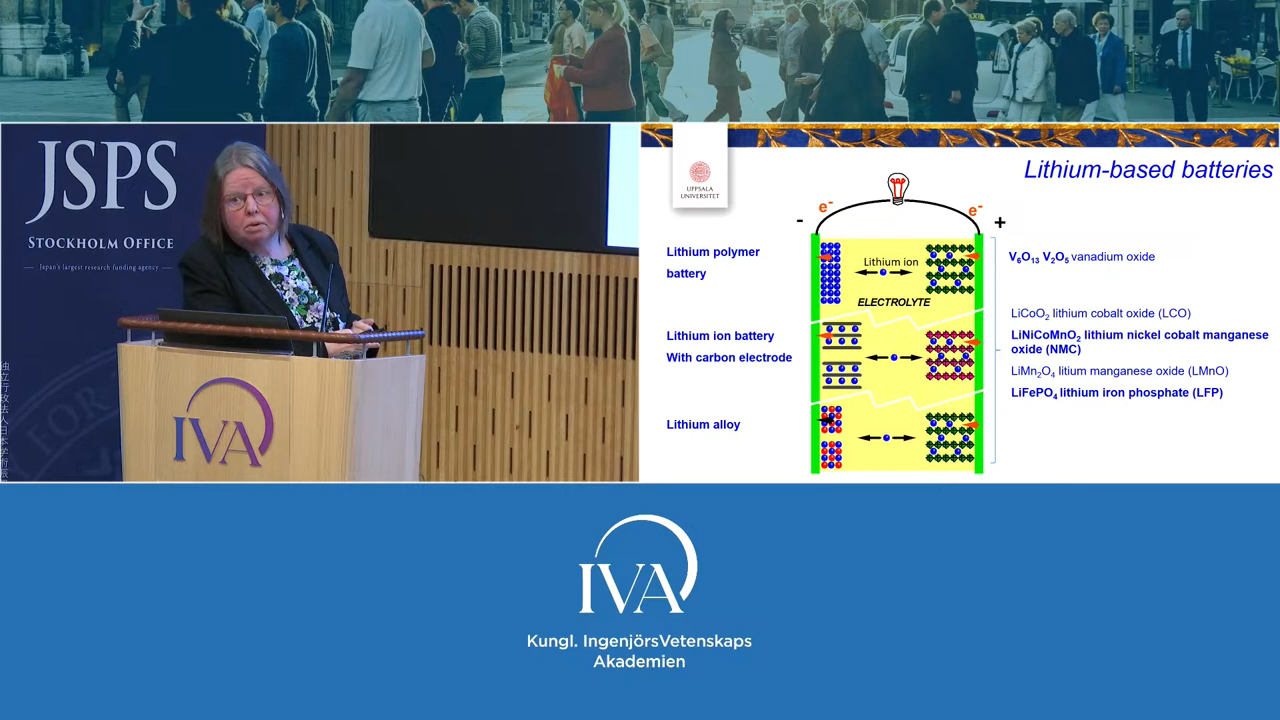 JSPS
STOCKHOLM OFFICE
Japan's largest research funding agency
IVA
UPPSALA
UNIVERSITET
Lithium-based batteries
e-
e-
-
+
Lithium polymer
battery
Lithium ion
ELECTROLYTE
V6O13 V2O5 vanadium oxide
LiCoO2 lithium cobalt oxide (LCO)
Lithium ion battery
With carbon electrode
LiNiCoMnO2 lithium nickel cobalt manganese
oxide (NMC)
LiMn2O4 litium manganese oxide (LMnO)
LiFePO4 lithium iron phosphate (LFP)
Lithium alloy
IVA
Kungl. IngenjörsVetenskaps
Akademien